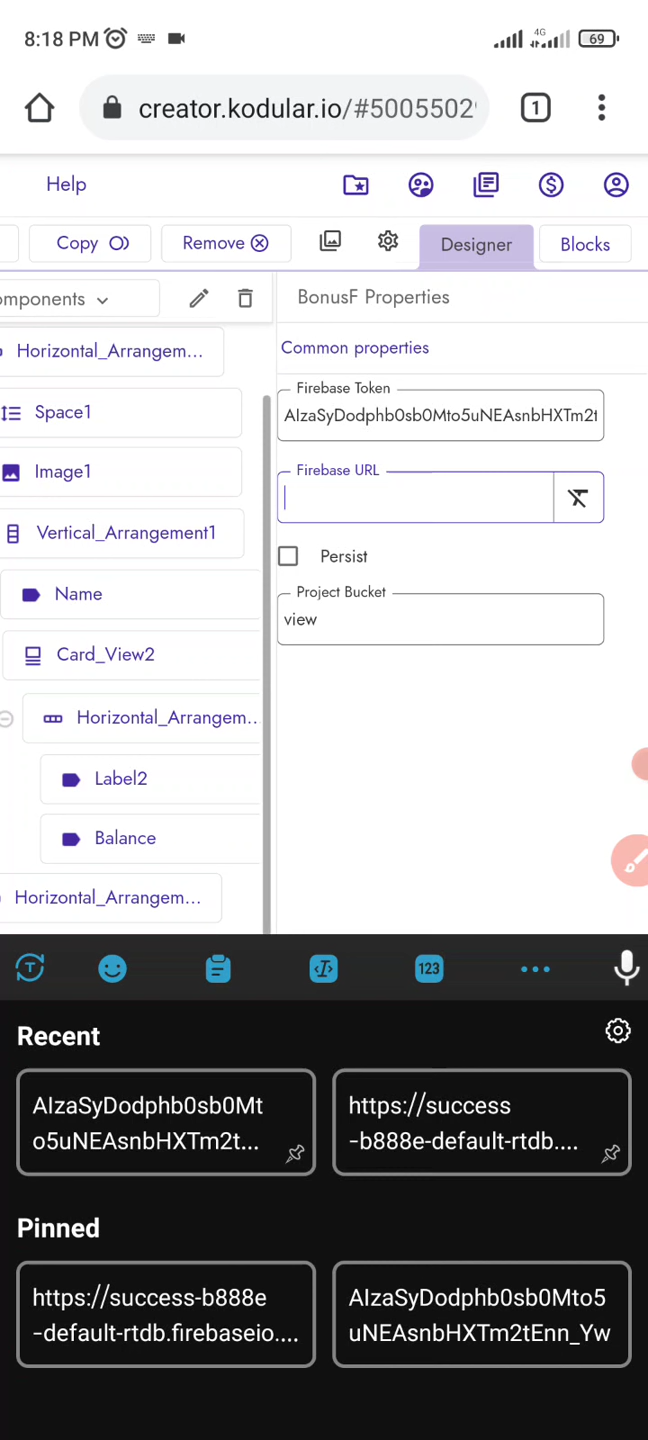 8:18 PM
4G
69
creator.kodular.io/#5005502
1
Help
Copy
Remove
Designer
Blocks
omponents
BonusF Properties
Horizontal_Arrangem...
Common properties
Firebase Token
AIzaSyDodphb0sb0Mto5uNEAsnbHXTm2t
Space1
Firebase URL
Image1
Vertical_Arrangement1
Persist
Name
Project Bucket
view
Card_View2
Horizontal_Arrangem...
Label2
Balance
Horizontal_Arrangem...
T
123
Recent
AIzaSyDodphb0sb0Mt
o5uNEAsnbHXTm2t...
https://success
-b888e-default-rtdb....
Pinned
https://success-b888e
-default-rtdb.firebaseio....
AIzaSyDodphb0sb0Mto5
uNEAsnbHXTm2tEnn_Yw